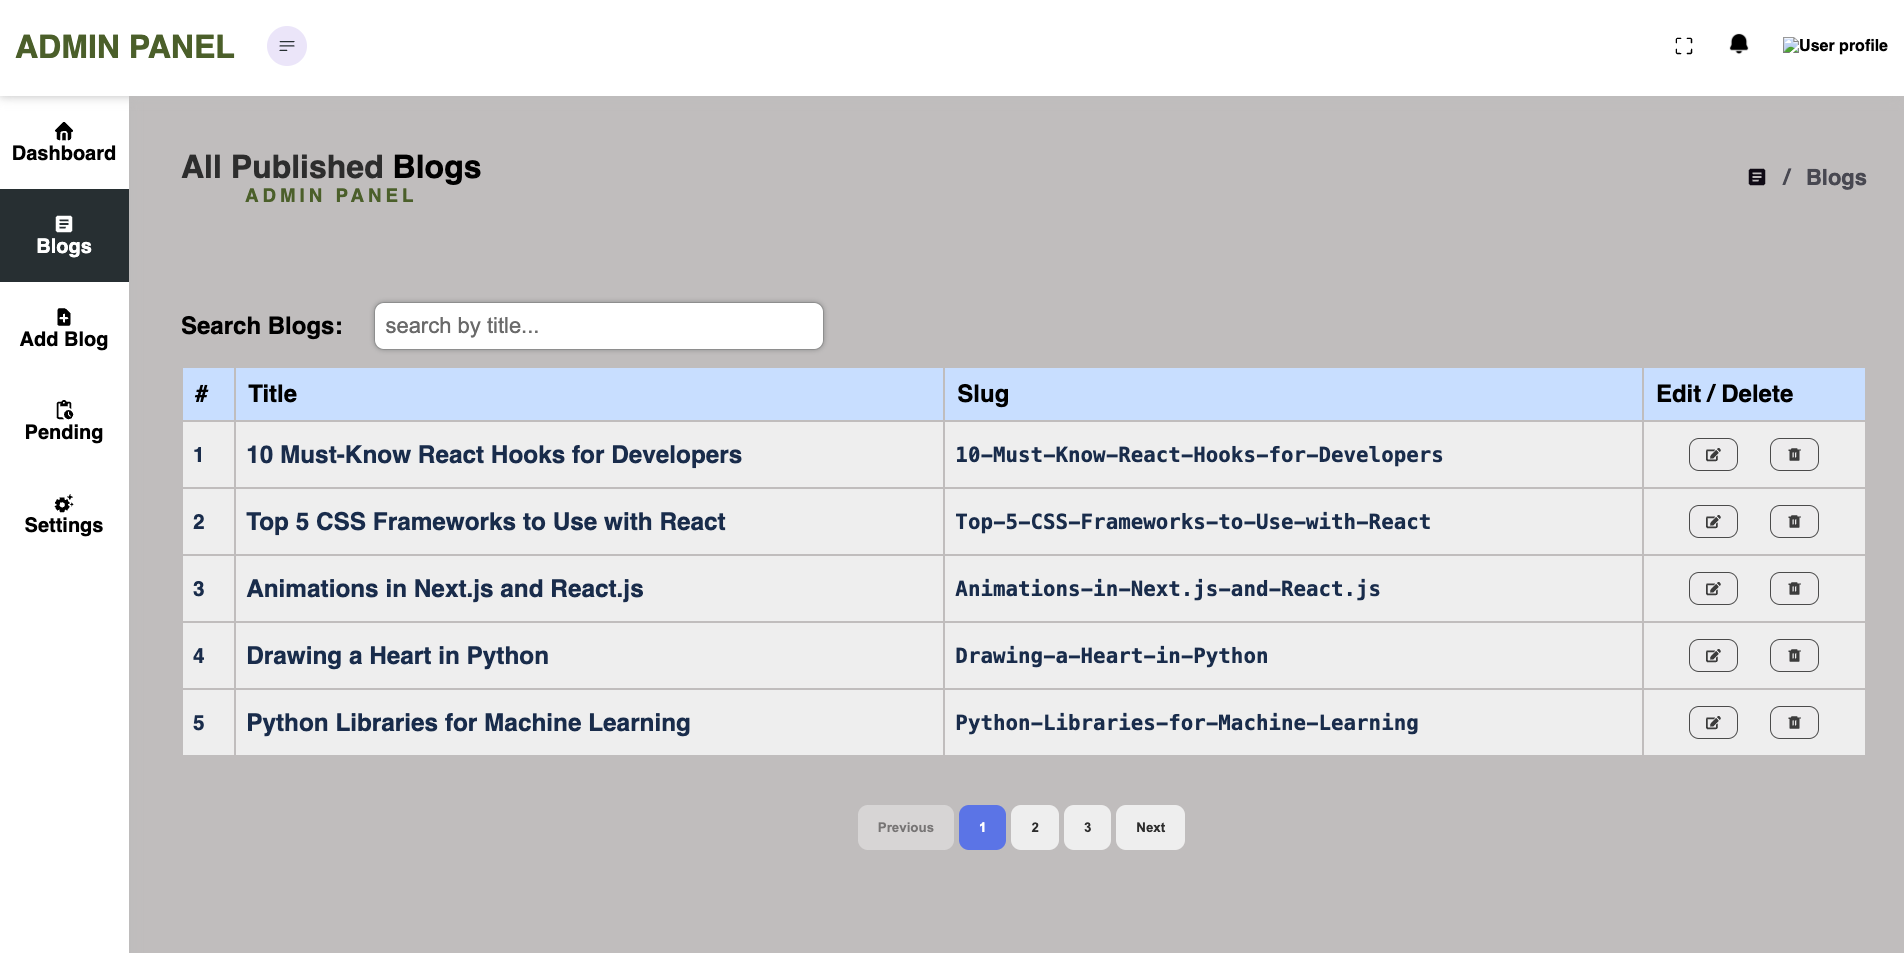 ADMIN PANEL
User profile
Dashboard
Blogs
Add Blog
Pending
Settings
All Published Blogs
ADMIN PANEL
/ Blogs
Search Blogs: search by title...
# Title Slug Edit / Delete
1 10 Must-Know React Hooks for Developers 10-Must-Know-React-Hooks-for-Developers
2 Top 5 CSS Frameworks to Use with React Top-5-CSS-Frameworks-to-Use-with-React
3 Animations in Next.js and React.js Animations-in-Next.js-and-React.js
4 Drawing a Heart in Python Drawing-a-Heart-in-Python
5 Python Libraries for Machine Learning Python-Libraries-for-Machine-Learning
Previous 1 2 3 Next